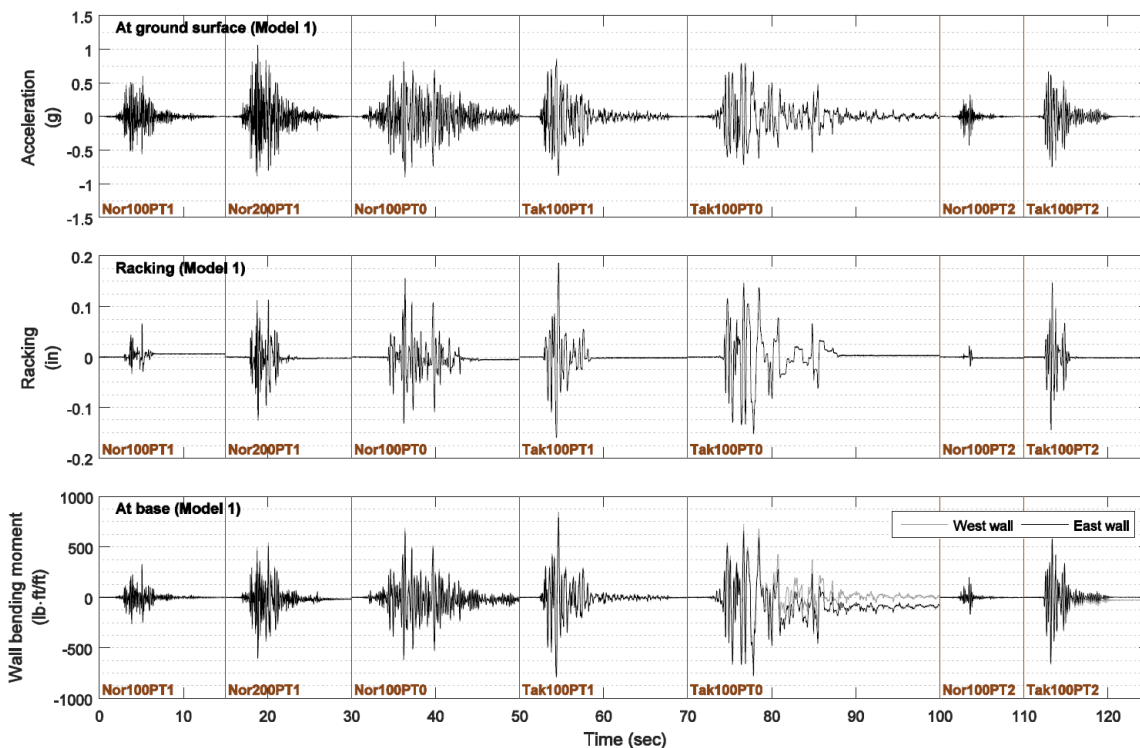 At ground surface (Model 1)
Acceleration
(g)
1.5
1
0.5
0
-0.5
-1
-1.5
Nor100PT1 Nor200PT1 Nor100PT0 Tak100PT1 Tak100PT0 Nor100PT2 Tak100PT2
Racking (Model 1)
Racking
(in)
0.2
0.1
0
-0.1
-0.2
Nor100PT1 Nor200PT1 Nor100PT0 Tak100PT1 Tak100PT0 Nor100PT2 Tak100PT2
At base (Model 1)
West wall East wall
Wall bending moment
(lb·ft/ft)
1000
500
0
-500
-1000
Nor100PT1 Nor200PT1 Nor100PT0 Tak100PT1 Tak100PT0 Nor100PT2 Tak100PT2
0 10 20 30 40 50 60 70 80 90 100 110 120
Time (sec)